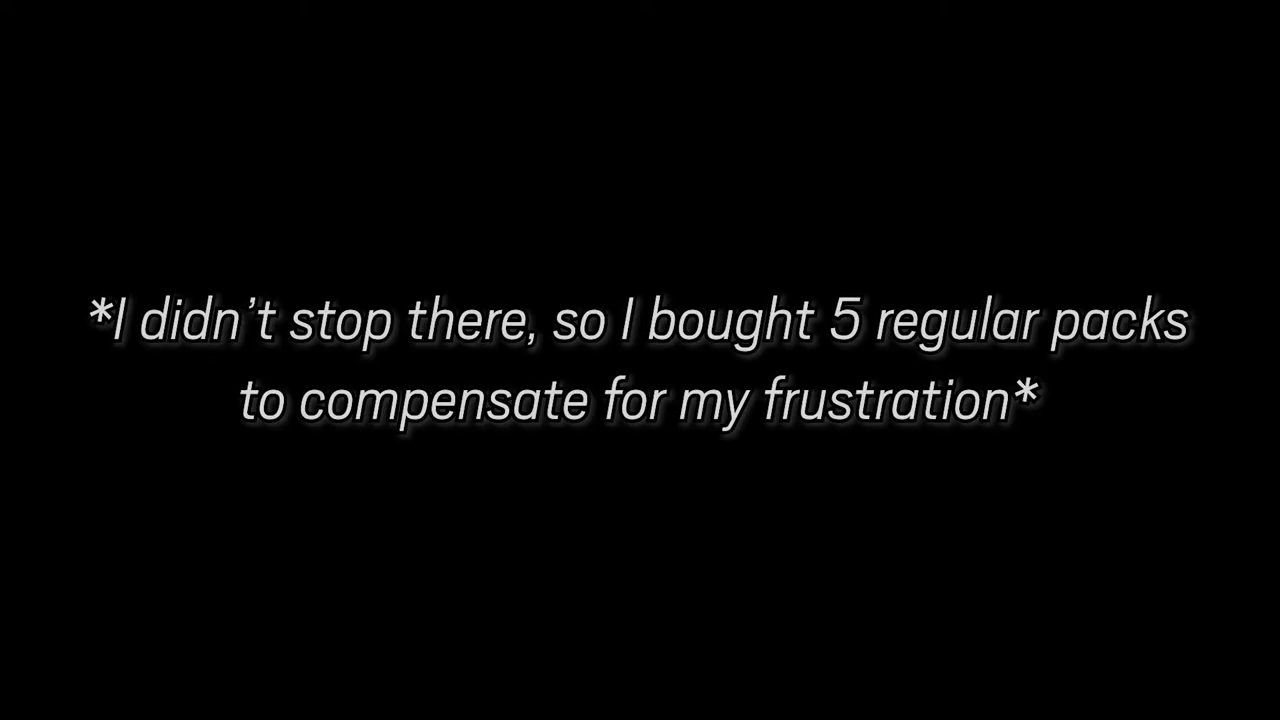 *I didn’t stop there, so I bought 5 regular packs
to compensate for my frustration*